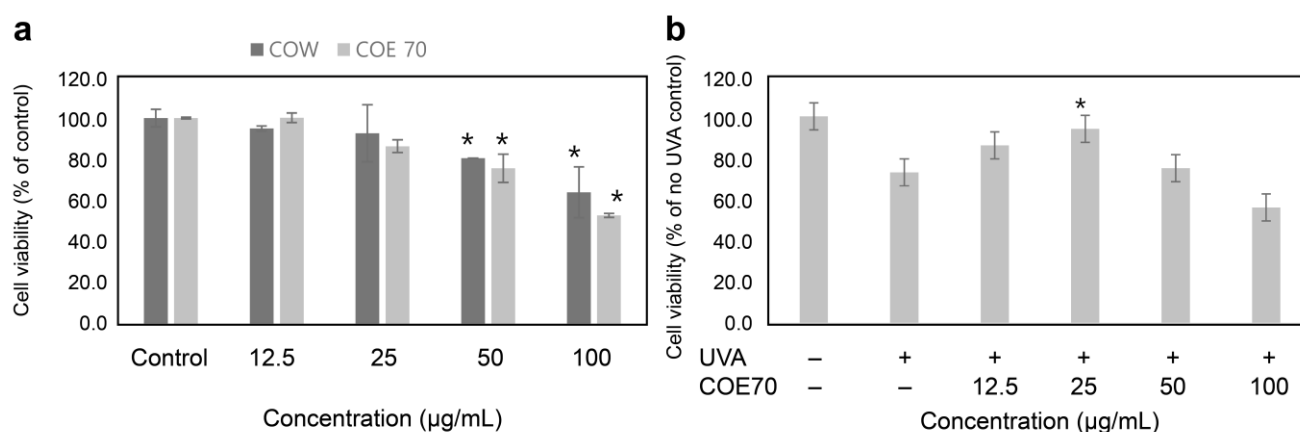 a
COW COE 70
Cell viability (% of control)
120.0
100.0
80.0
60.0
40.0
20.0
0.0
* *
*
*
Control 12.5 25 50 100
Concentration (µg/mL)
b
Cell viability (% of no UVA control)
120.0
100.0
80.0
60.0
40.0
20.0
0.0
*
UVA – + + + + +
COE70 – – 12.5 25 50 100
Concentration (µg/mL)